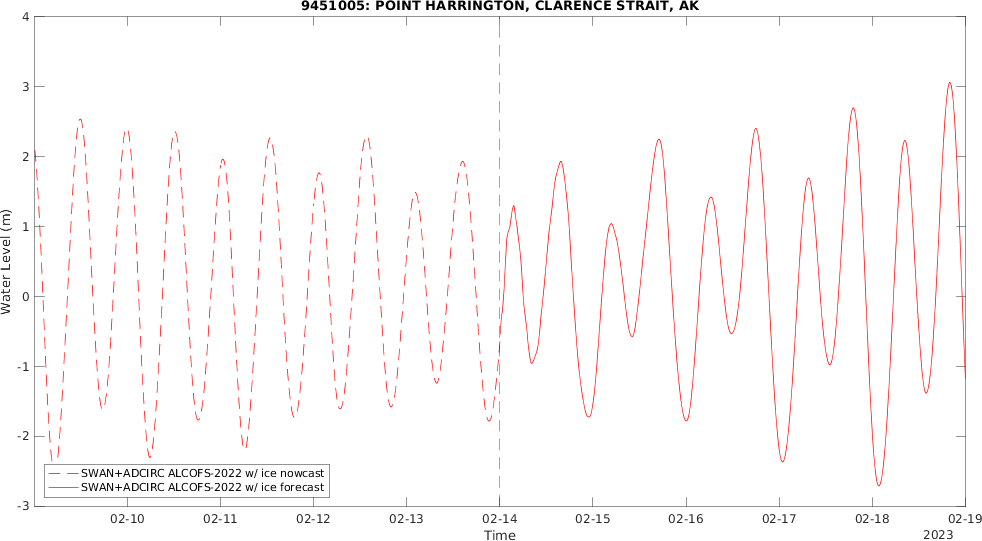 9451005: POINT HARRINGTON, CLARENCE STRAIT, AK
4
3
2
1
0
-1
-2
-3
Water Level (m)
SWAN+ADCIRC ALCOFS-2022 w/ ice nowcast
SWAN+ADCIRC ALCOFS-2022 w/ ice forecast
02-10 02-11 02-12 02-13 02-14 02-15 02-16 02-17 02-18 02-19
Time
2023